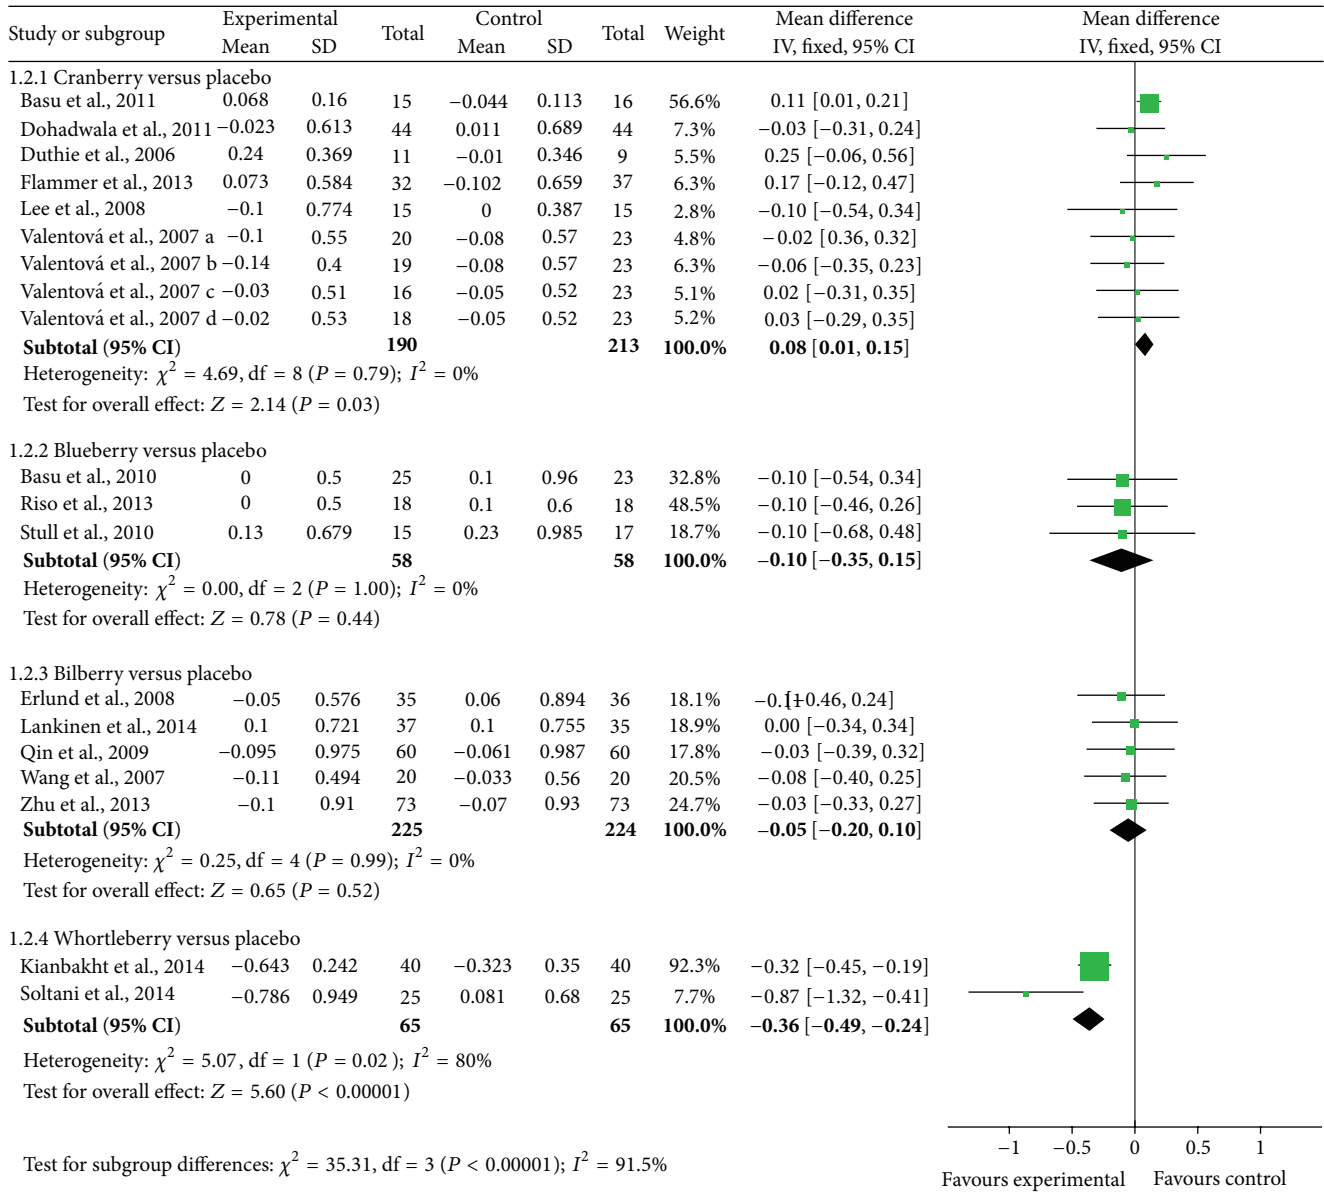 Study or subgroup Experimental Total Control Total Weight Mean difference Mean difference
Mean SD Mean SD IV, fixed, 95% CI IV, fixed, 95% CI
1.2.1 Cranberry versus placebo
Basu et al., 2011 0.068 0.16 15 −0.044 0.113 16 56.6% 0.11 [0.01, 0.21]
Dohadwala et al., 2011 −0.023 0.613 44 0.011 0.689 44 7.3% −0.03 [−0.31, 0.24]
Duthie et al., 2006 0.24 0.369 11 −0.01 0.346 9 5.5% 0.25 [−0.06, 0.56]
Flammer et al., 2013 0.073 0.584 32 −0.102 0.659 37 6.3% 0.17 [−0.12, 0.47]
Lee et al., 2008 −0.1 0.774 15 0 0.387 15 2.8% −0.10 [−0.54, 0.34]
Valentová et al., 2007 a −0.1 0.55 20 −0.08 0.57 23 4.8% −0.02 [0.36, 0.32]
Valentová et al., 2007 b −0.14 0.4 19 −0.08 0.57 23 6.3% −0.06 [−0.35, 0.23]
Valentová et al., 2007 c −0.03 0.51 16 −0.05 0.52 23 5.1% 0.02 [−0.31, 0.35]
Valentová et al., 2007 d −0.02 0.53 18 −0.05 0.52 23 5.2% 0.03 [−0.29, 0.35]
Subtotal (95% CI) 190 213 100.0% 0.08 [0.01, 0.15]
Heterogeneity: χ² = 4.69, df = 8 (P = 0.79); I² = 0%
Test for overall effect: Z = 2.14 (P = 0.03)
1.2.2 Blueberry versus placebo
Basu et al., 2010 0 0.5 25 0.1 0.96 23 32.8% −0.10 [−0.54, 0.34]
Riso et al., 2013 0 0.5 18 0.1 0.6 18 48.5% −0.10 [−0.46, 0.26]
Stull et al., 2010 0.13 0.679 15 0.23 0.985 17 18.7% −0.10 [−0.68, 0.48]
Subtotal (95% CI) 58 58 100.0% −0.10 [−0.35, 0.15]
Heterogeneity: χ² = 0.00, df = 2 (P = 1.00); I² = 0%
Test for overall effect: Z = 0.78 (P = 0.44)
1.2.3 Bilberry versus placebo
Erlund et al., 2008 −0.05 0.576 35 0.06 0.894 36 18.1% −0.11 [−0.46, 0.24]
Lankinen et al., 2014 0.1 0.721 37 0.1 0.755 35 18.9% 0.00 [−0.34, 0.34]
Qin et al., 2009 −0.095 0.975 60 −0.061 0.987 60 17.8% −0.03 [−0.39, 0.32]
Wang et al., 2007 −0.11 0.494 20 −0.033 0.56 20 20.5% −0.08 [−0.40, 0.25]
Zhu et al., 2013 −0.1 0.91 73 −0.07 0.93 73 24.7% −0.03 [−0.33, 0.27]
Subtotal (95% CI) 225 224 100.0% −0.05 [−0.20, 0.10]
Heterogeneity: χ² = 0.25, df = 4 (P = 0.99); I² = 0%
Test for overall effect: Z = 0.65 (P = 0.52)
1.2.4 Whortleberry versus placebo
Kianbakht et al., 2014 −0.643 0.242 40 −0.323 0.35 40 92.3% −0.32 [−0.45, −0.19]
Soltani et al., 2014 −0.786 0.949 25 0.081 0.68 25 7.7% −0.87 [−1.32, −0.41]
Subtotal (95% CI) 65 65 100.0% −0.36 [−0.49, −0.24]
Heterogeneity: χ² = 5.07, df = 1 (P = 0.02 ); I² = 80%
Test for overall effect: Z = 5.60 (P < 0.00001)
−1 −0.5 0 0.5 1
Test for subgroup differences: χ² = 35.31, df = 3 (P < 0.00001); I² = 91.5%
Favours experimental Favours control